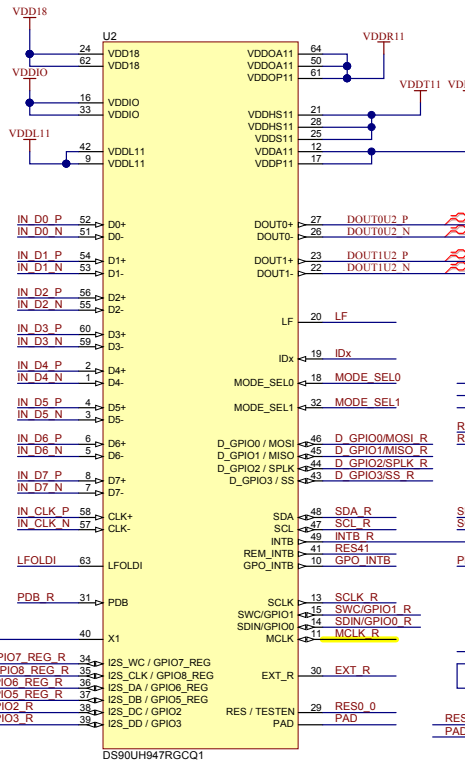 VDD18
U2
VDDR11
24 VDD18 VDDOA11 64
62 VDD18 VDDOA11 50
VDDIO VDDOP11 61
VDDT11
16 VDDIO VDDHS11 21
33 VDDIO VDDHS11 28
VDDL11 VDDS11 25
42 VDDL11 VDDA11 12
9 VDDL11 VDDP11 17
IN_D0_P 52 D0+ DOUT0+ 27 DOUT0U2_P
IN_D0_N 51 D0- DOUT0- 26 DOUT0U2_N
IN_D1_P 54 D1+ DOUT1+ 23 DOUT1U2_P
IN_D1_N 53 D1- DOUT1- 22 DOUT1U2_N
IN_D2_P 56 D2+
IN_D2_N 55 D2-
LF 20 LF
IN_D3_P 60 D3+
IN_D3_N 59 D3-
IDx 19 IDx
IN_D4_P 2 D4+
IN_D4_N 1 D4- MODE_SEL0 18 MODE_SEL0
IN_D5_P 4 D5+ MODE_SEL1 32 MODE_SEL1
IN_D5_N 3 D5-
IN_D6_P 6 D6+ D_GPIO0 / MOSI 46 D_GPIO0/MOSI_R
IN_D6_N 5 D6- D_GPIO1 / MISO 45 D_GPIO1/MISO_R
D_GPIO2 / SPLK 44 D_GPIO2/SPLK_R
IN_D7_P 8 D7+ D_GPIO3 / SS 43 D_GPIO3/SS_R
IN_D7_N 7 D7-
IN_CLK_P 58 CLK+ SDA 48 SDA_R
IN_CLK_N 57 CLK- SCL 47 SCL_R
INTB 49 INTB_R
REM_INTB 41 RES41
LFOLDI 63 LFOLDI GPO_INTB 10 GPO_INTB
PDB_R 31 PDB SCLK 13 SCLK_R
SWC/GPIO1 15 SWC/GPIO1_R
SDIN/GPIO0 14 SDIN/GPIO0_R
40 X1 MCLK 11 MCLK_R
34 I2S_WC / GPIO7_REG
35 I2S_CLK / GPIO8_REG EXT_R 30 EXT_R
36 I2S_DA / GPIO6_REG
37 I2S_DB / GPIO5_REG
38 I2S_DC / GPIO2 RES / TESTEN 29 RES0_0
39 I2S_DD / GPIO3 PAD PAD
DS90UH947RGCQ1